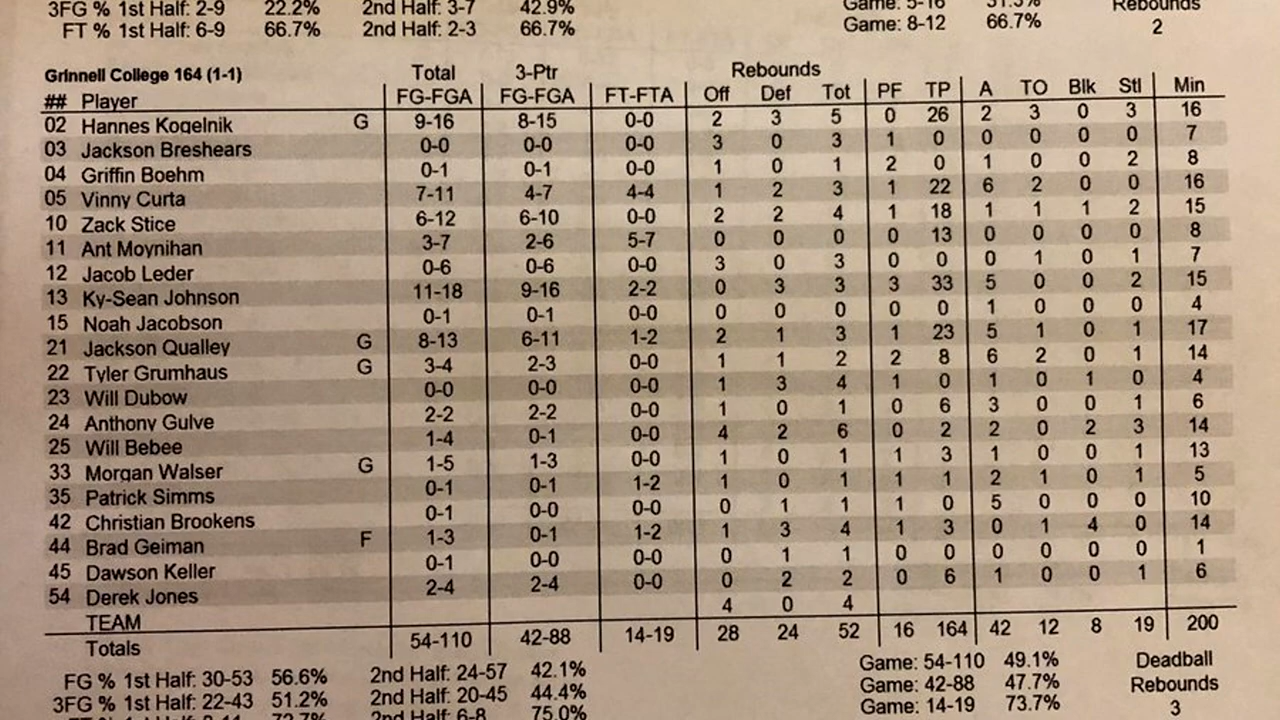 3FG % 1st Half: 2-9 22.2% 2nd Half: 3-7 42.9% Game: 5-16 31.3% Rebounds
FT % 1st Half: 6-9 66.7% 2nd Half: 2-3 66.7% Game: 8-12 66.7% 2
Grinnell College 164 (1-1) Total 3-Ptr Rebounds
## Player FG-FGA FG-FGA FT-FTA Off Def Tot PF TP A TO Blk Stl Min
02 Hannes Kogelnik G 9-16 8-15 0-0 2 3 5 0 26 2 3 0 3 16
03 Jackson Breshears 0-0 0-0 0-0 3 0 3 1 0 0 0 0 0 7
04 Griffin Boehm 0-1 0-1 0-0 1 0 1 2 0 1 0 0 2 8
05 Vinny Curta 7-11 4-7 4-4 1 2 3 1 22 6 2 0 0 16
10 Zack Stice 6-12 6-10 0-0 2 2 4 1 18 1 1 1 2 15
11 Ant Moynihan 3-7 2-6 5-7 0 0 0 0 13 0 0 0 0 8
12 Jacob Leder 0-6 0-6 0-0 3 0 3 0 0 0 1 0 1 7
13 Ky-Sean Johnson 11-18 9-16 2-2 0 3 3 3 33 5 0 0 2 15
15 Noah Jacobson 0-1 0-1 0-0 0 0 0 0 0 1 0 0 0 4
21 Jackson Qualley G 8-13 6-11 1-2 2 1 3 1 23 5 1 0 1 17
22 Tyler Grumhaus G 3-4 2-3 0-0 1 1 2 2 8 6 2 0 1 14
23 Will Dubow 0-0 0-0 0-0 1 3 4 1 0 1 0 1 0 4
24 Anthony Gulve 2-2 2-2 0-0 1 0 1 0 6 3 0 0 1 6
25 Will Bebee 1-4 0-1 0-0 4 2 6 0 2 2 0 2 3 14
33 Morgan Walser G 1-5 1-3 0-0 1 0 1 1 3 1 0 0 1 13
35 Patrick Simms 0-1 0-1 1-2 1 0 1 1 1 2 1 0 1 5
42 Christian Brookens 0-1 0-0 0-0 0 1 1 1 0 5 0 0 0 10
44 Brad Geiman F 1-3 0-1 1-2 1 3 4 1 3 0 1 4 0 14
45 Dawson Keller 0-1 0-0 0-0 0 1 1 0 0 0 0 0 0 1
54 Derek Jones 2-4 2-4 0-0 0 2 2 0 6 1 0 0 1 6
TEAM 4 0 4
Totals 54-110 42-88 14-19 28 24 52 16 164 42 12 8 19 200
FG % 1st Half: 30-53 56.6% 2nd Half: 24-57 42.1% Game: 54-110 49.1% Deadball
3FG % 1st Half: 22-43 51.2% 2nd Half: 20-45 44.4% Game: 42-88 47.7% Rebounds
FT % 1st Half: 8-11 72.7% 2nd Half: 6-8 75.0% Game: 14-19 73.7% 3